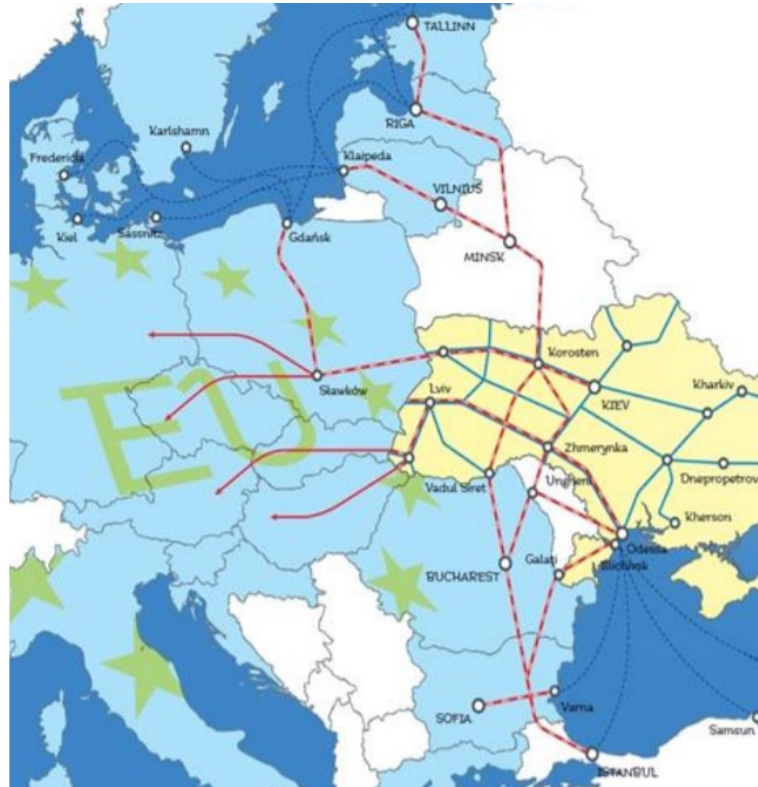 TALLINN
RIGA
Karlshamn
Fredericia
Klaipeda
VILNIUS
Kiel
Sassnitz
Gdańsk
MINSK
Korosten
Sławków
Lviv
KIEV
Kharkiv
EU
Zhmerynka
Vadul Siret
Ungheni
Dnepropetrov
Kherson
Odessa
Illichivsk
Galați
BUCHAREST
SOFIA
Varna
Samsun
ISTANBUL